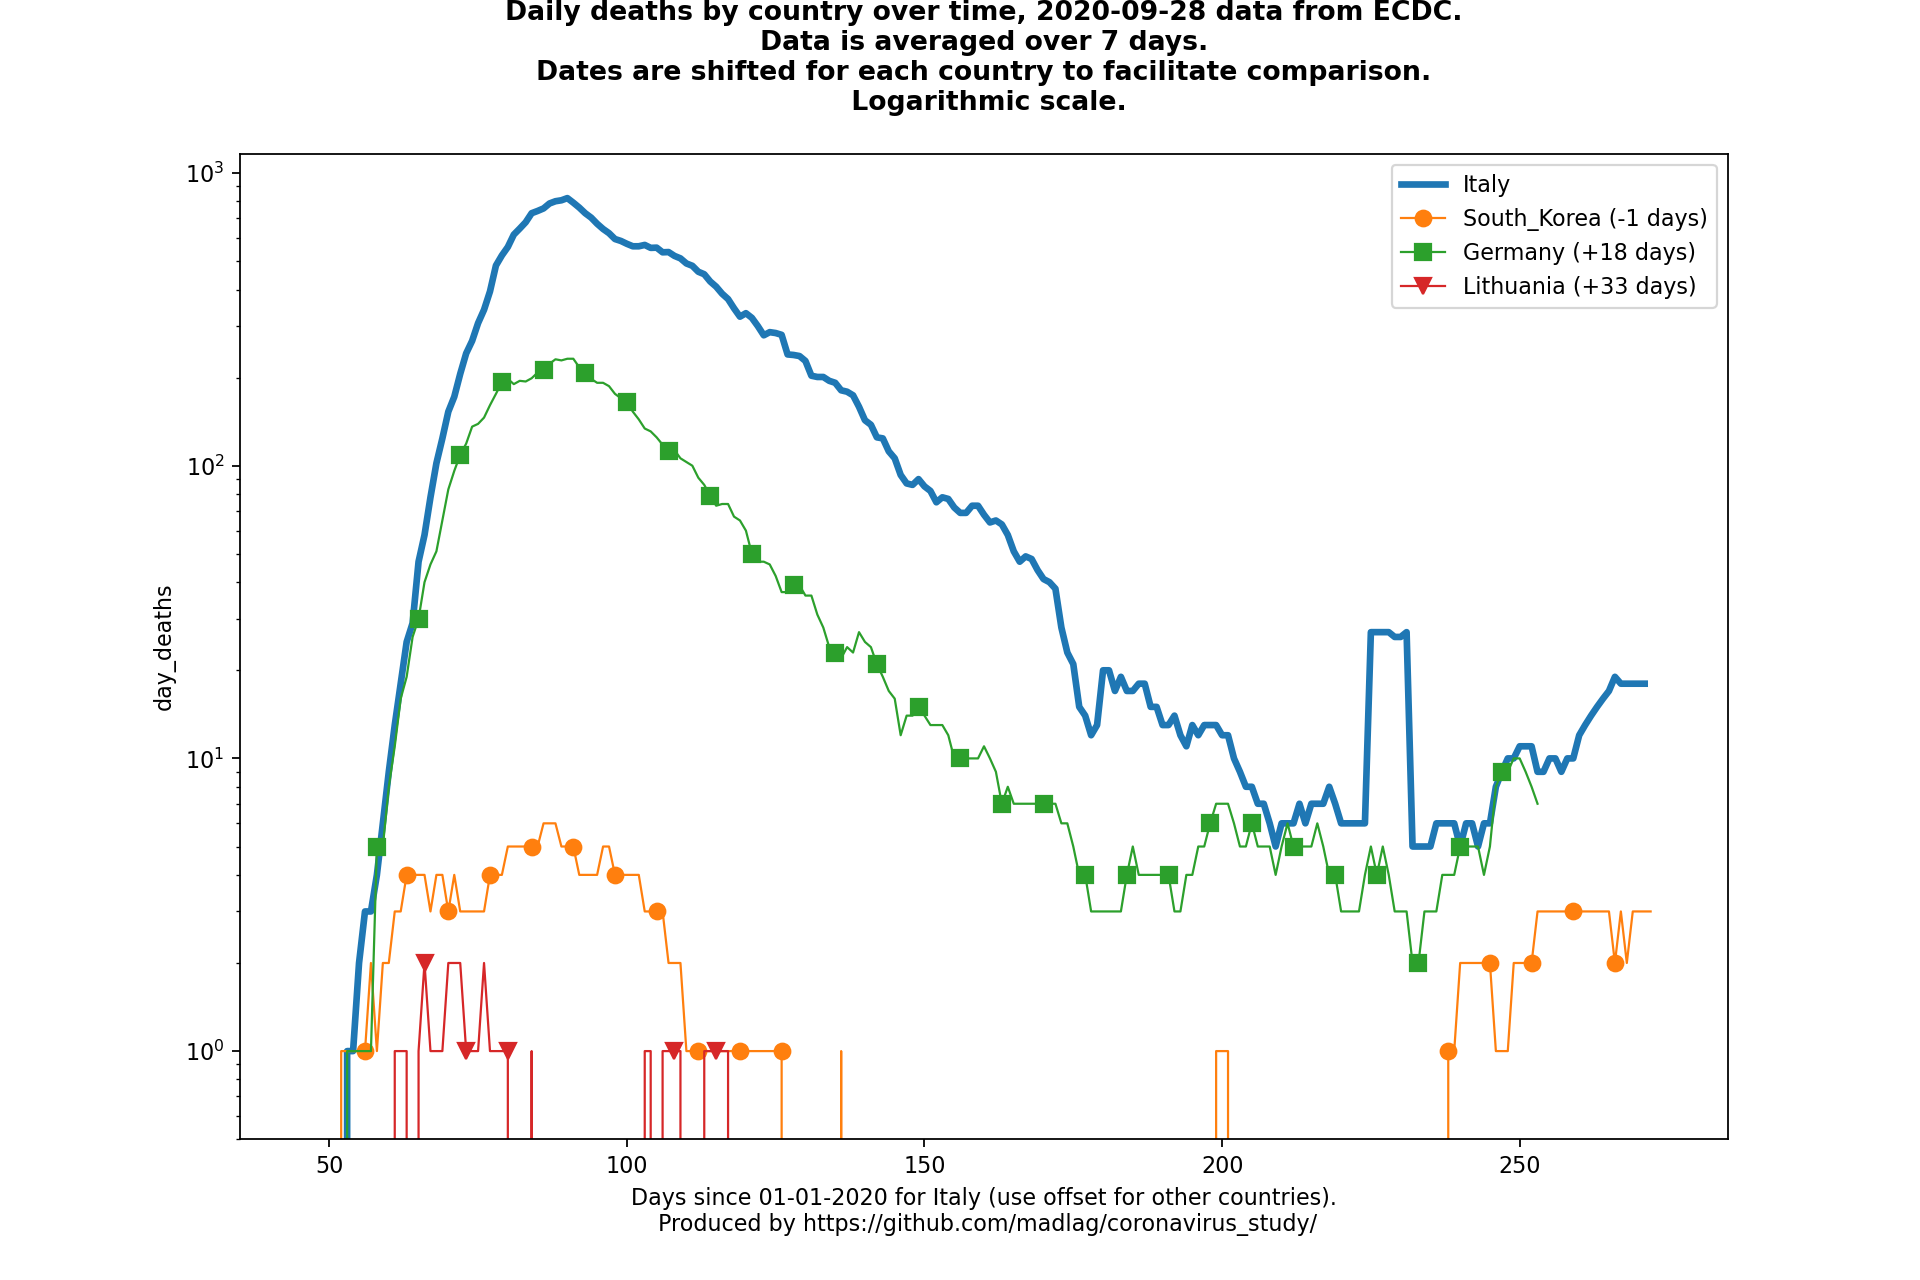 Daily deaths by country over time, 2020-09-28 data from ECDC.
Data is averaged over 7 days.
Dates are shifted for each country to facilitate comparison.
Logarithmic scale.
10³
10²
10¹
10⁰
day_deaths
Italy
South_Korea (-1 days)
Germany (+18 days)
Lithuania (+33 days)
50 100 150 200 250
Days since 01-01-2020 for Italy (use offset for other countries).
Produced by https://github.com/madlag/coronavirus_study/